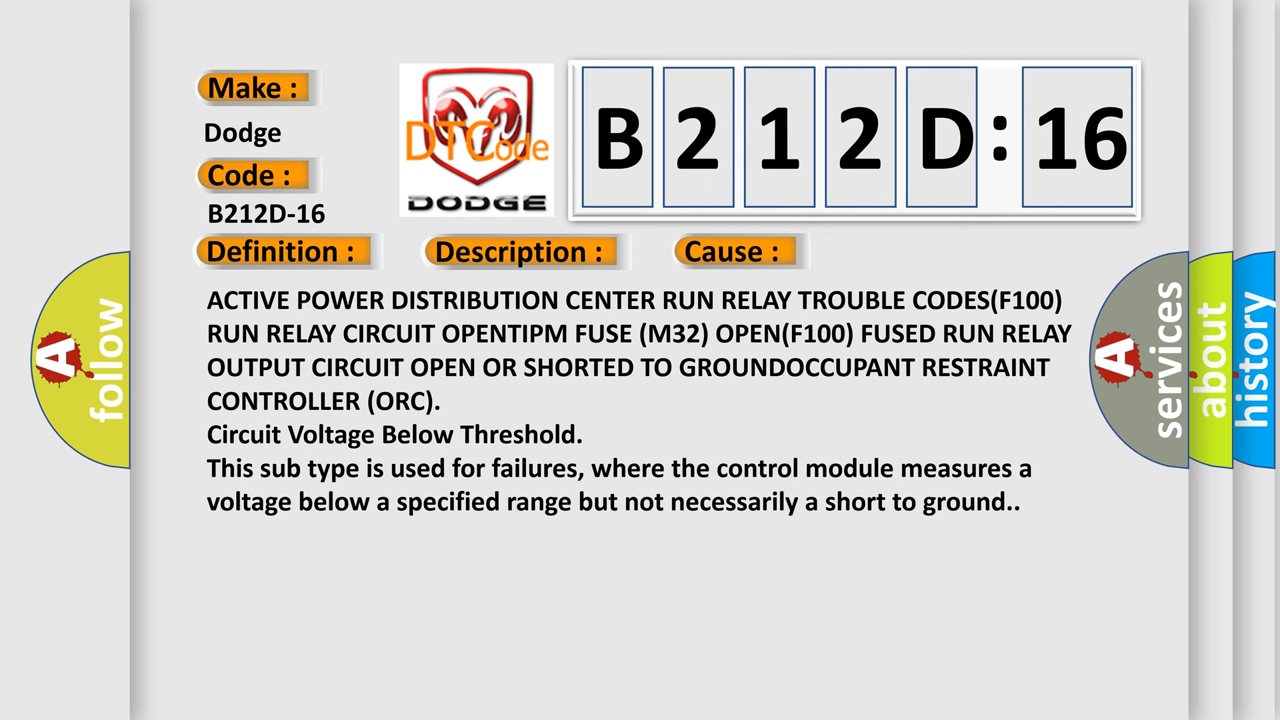 Make :
Dodge
Code :
B212D-16
DTCode
DODGE
B212D:16
Definition :
Description :
Cause :
ACTIVE POWER DISTRIBUTION CENTER RUN RELAY TROUBLE CODES(F100)
RUN RELAY CIRCUIT OPENTIPM FUSE (M32) OPEN(F100) FUSED RUN RELAY
OUTPUT CIRCUIT OPEN OR SHORTED TO GROUNDOCCUPANT RESTRAINT
CONTROLLER (ORC).
Circuit Voltage Below Threshold.
This sub type is used for failures, where the control module measures a
voltage below a specified range but not necessarily a short to ground..
A
follow
A
services
about
history